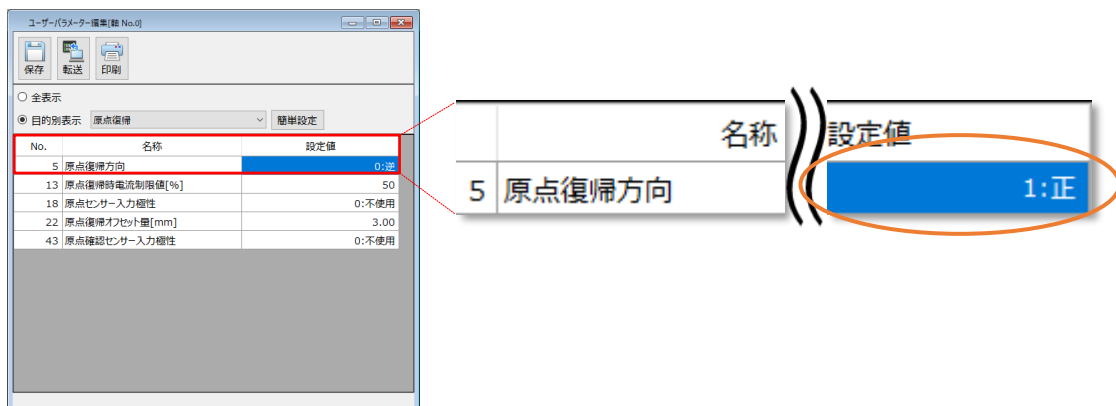 ユーザーパラメーター編集[軸 No.0]
保存 転送 印刷
全表示
目的別表示 原点復帰 簡単設定
No. 名称 設定値
5 原点復帰方向 0:逆
13 原点復帰時電流制限値[%] 50
18 原点センサー入力極性 0:不使用
22 原点復帰オフセット量[mm] 3.00
43 原点確認センサー入力極性 0:不使用
名称 設定値
5 原点復帰方向 1:正